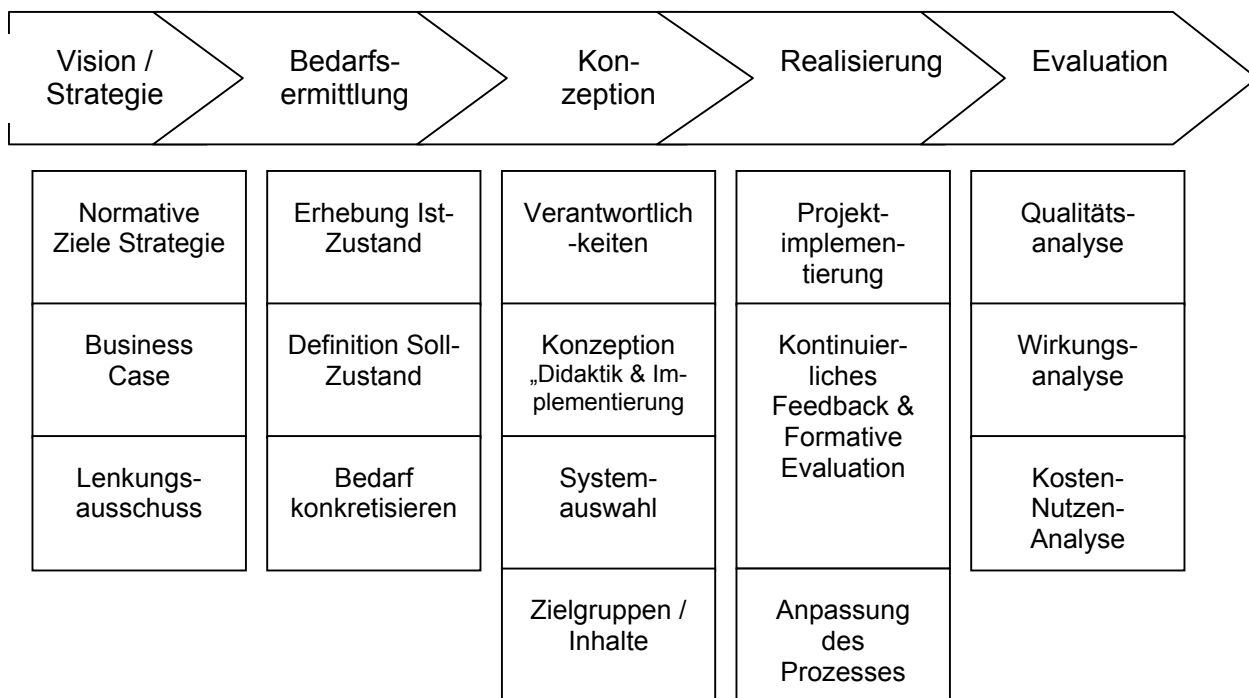 Vision /
Strategie
Bedarfs-
ermittlung
Kon-
zeption
Realisierung
Evaluation
Normative
Ziele Strategie
Business
Case
Lenkungs-
ausschuss
Erhebung Ist-
Zustand
Definition Soll-
Zustand
Bedarf
konkretisieren
Verantwortlich
-keiten
Konzeption
„Didaktik & Im-
plementierung
System-
auswahl
Zielgruppen /
Inhalte
Projekt-
implemen-
tierung
Kontinuier-
liches
Feedback &
Formative
Evaluation
Anpassung
des
Prozesses
Qualitäts-
analyse
Wirkungs-
analyse
Kosten-
Nutzen-
Analyse